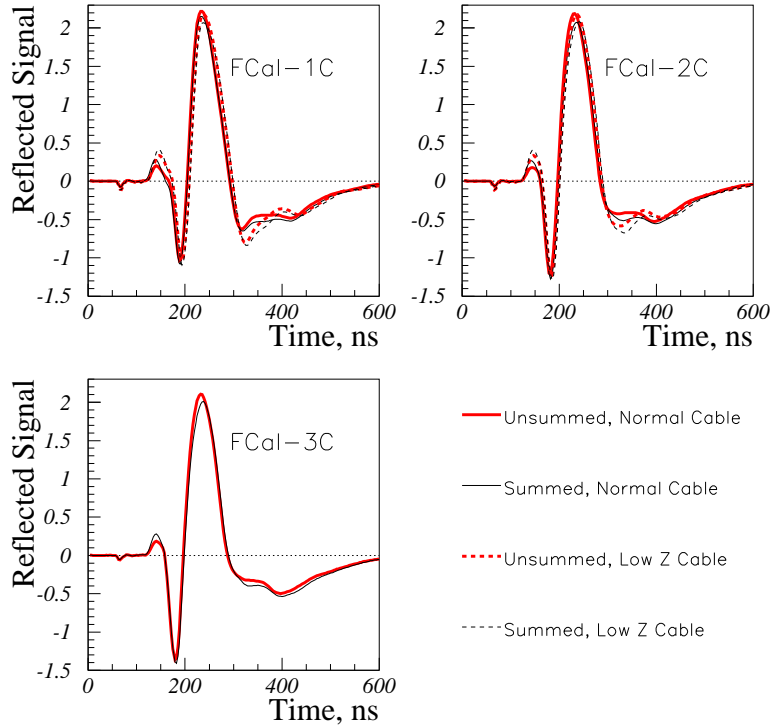 Reflected Signal
2
1.5
1
0.5
0
-0.5
-1
-1.5
FCal-1C
0 200 400 600
Time, ns
Reflected Signal
2
1.5
1
0.5
0
-0.5
-1
-1.5
FCal-2C
0 200 400 600
Time, ns
Reflected Signal
2
1.5
1
0.5
0
-0.5
-1
-1.5
FCal-3C
0 200 400 600
Time, ns
Unsummed, Normal Cable
Summed, Normal Cable
Unsummed, Low Z Cable
Summed, Low Z Cable